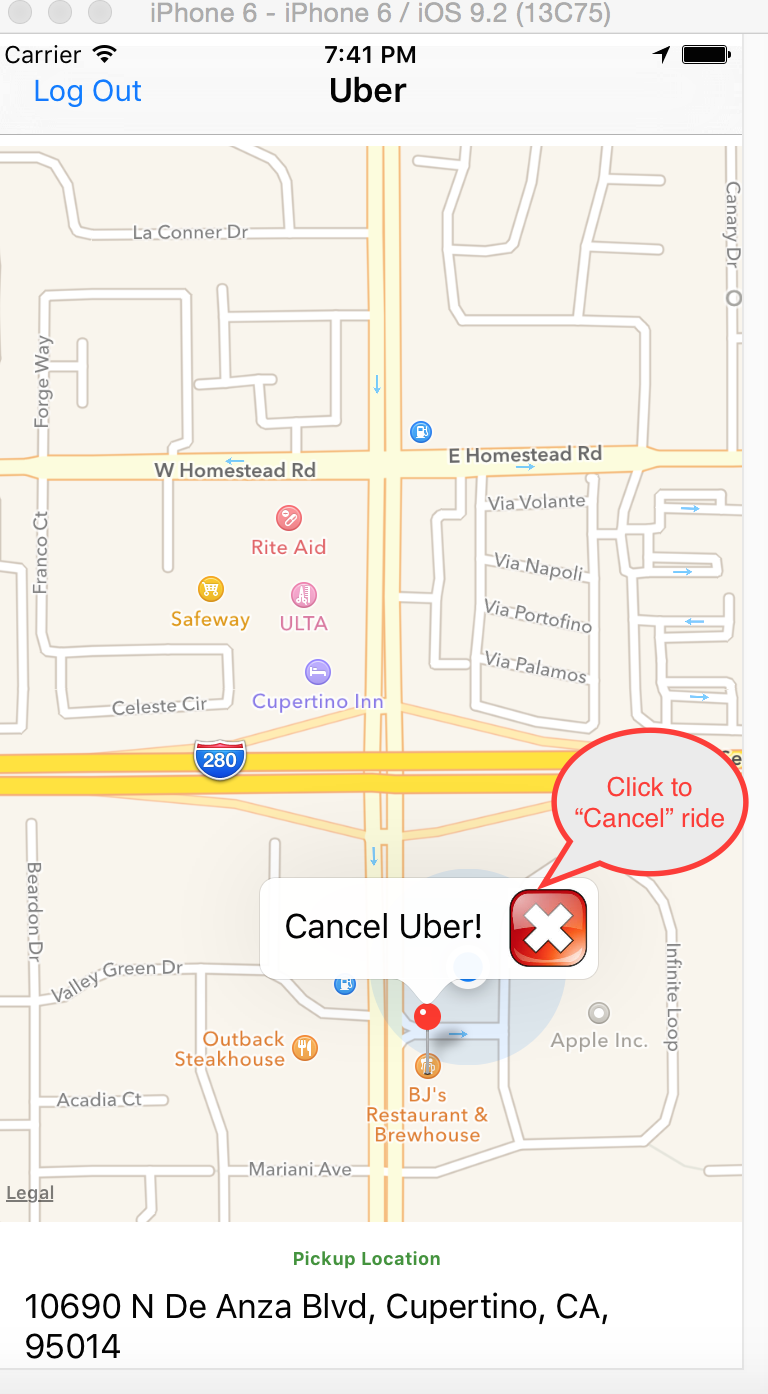 iPhone 6 - iPhone 6 / iOS 9.2 (13C75)
Carrier 7:41 PM
Log Out Uber
La Conner Dr
Canary Dr
Forge Way
W Homestead Rd
E Homestead Rd
Franco Ct
Rite Aid
Via Volante
Via Napoli
Safeway
ULTA
Via Portofino
Via Palamos
Cupertino Inn
Celeste Cir
280
Click to
“Cancel” ride
Beardon Dr
Cancel Uber!
Valley Green Dr
Infinite Loop
Outback
Steakhouse
Apple Inc.
BJ's
Restaurant &
Brewhouse
Acadia Ct
Mariani Ave
Legal
Pickup Location
10690 N De Anza Blvd, Cupertino, CA,
95014